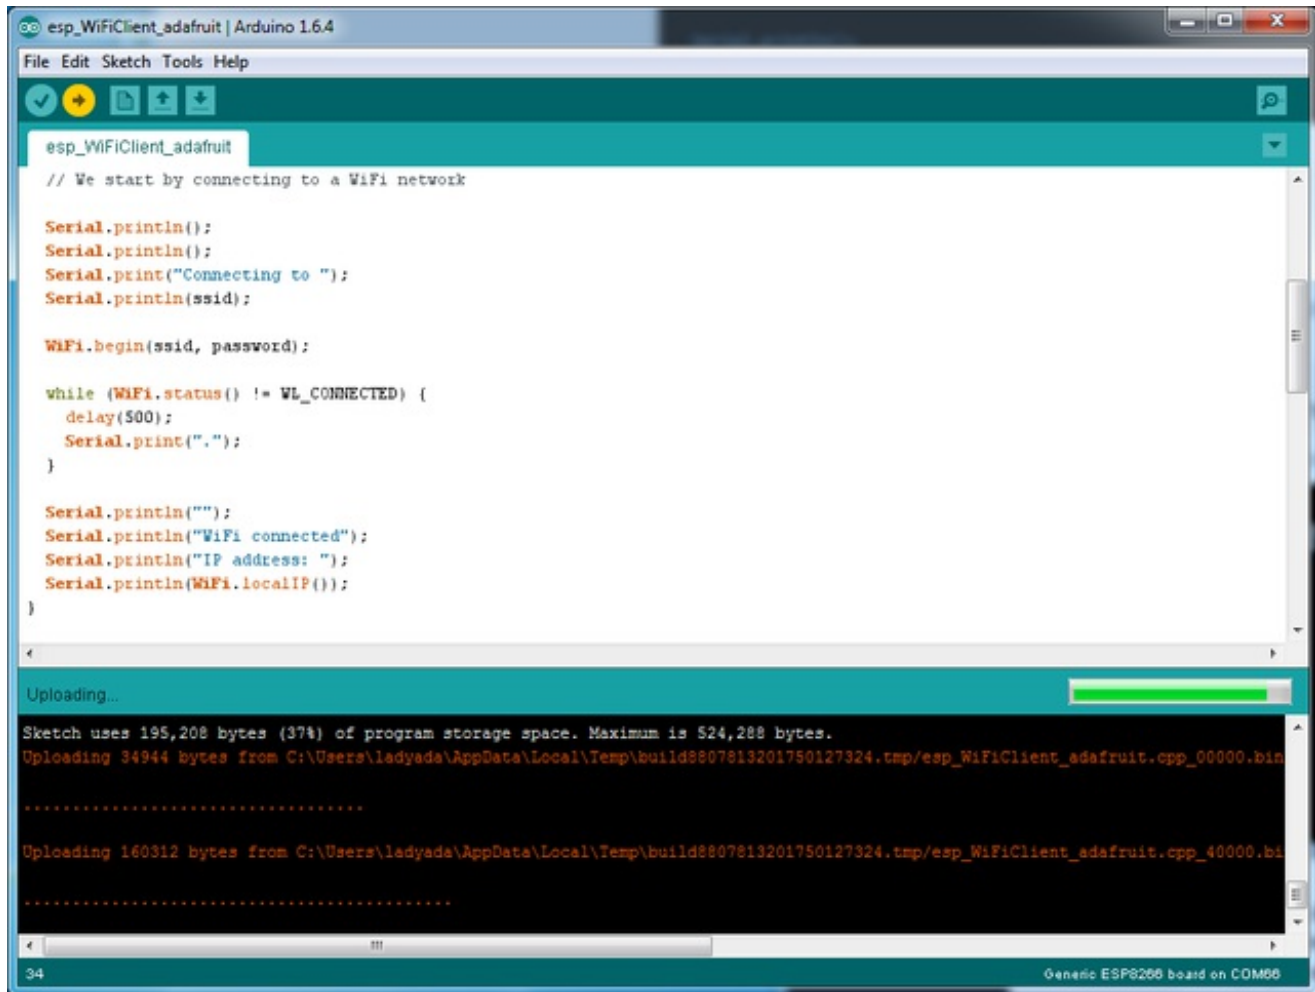 esp_WiFiClient_adafruit | Arduino 1.6.4
File Edit Sketch Tools Help
esp_WiFiClient_adafruit
// We start by connecting to a WiFi network
Serial.println();
Serial.println();
Serial.print("Connecting to ");
Serial.println(ssid);
WiFi.begin(ssid, password);
while (WiFi.status() != WL_CONNECTED) {
delay(500);
Serial.print(".");
}
Serial.println("");
Serial.println("WiFi connected");
Serial.println("IP address: ");
Serial.println(WiFi.localIP());
}
Uploading...
Sketch uses 195,208 bytes (37%) of program storage space. Maximum is 524,288 bytes.
Uploading 34944 bytes from C:\Users\ladyada\AppData\Local\Temp\build8807813201750127324.tmp/esp_WiFiClient_adafruit.cpp_00000.bin
...................................
Uploading 160312 bytes from C:\Users\ladyada\AppData\Local\Temp\build8807813201750127324.tmp/esp_WiFiClient_adafruit.cpp_40000.bi
............................................
34
Generic ESP8266 board on COM66